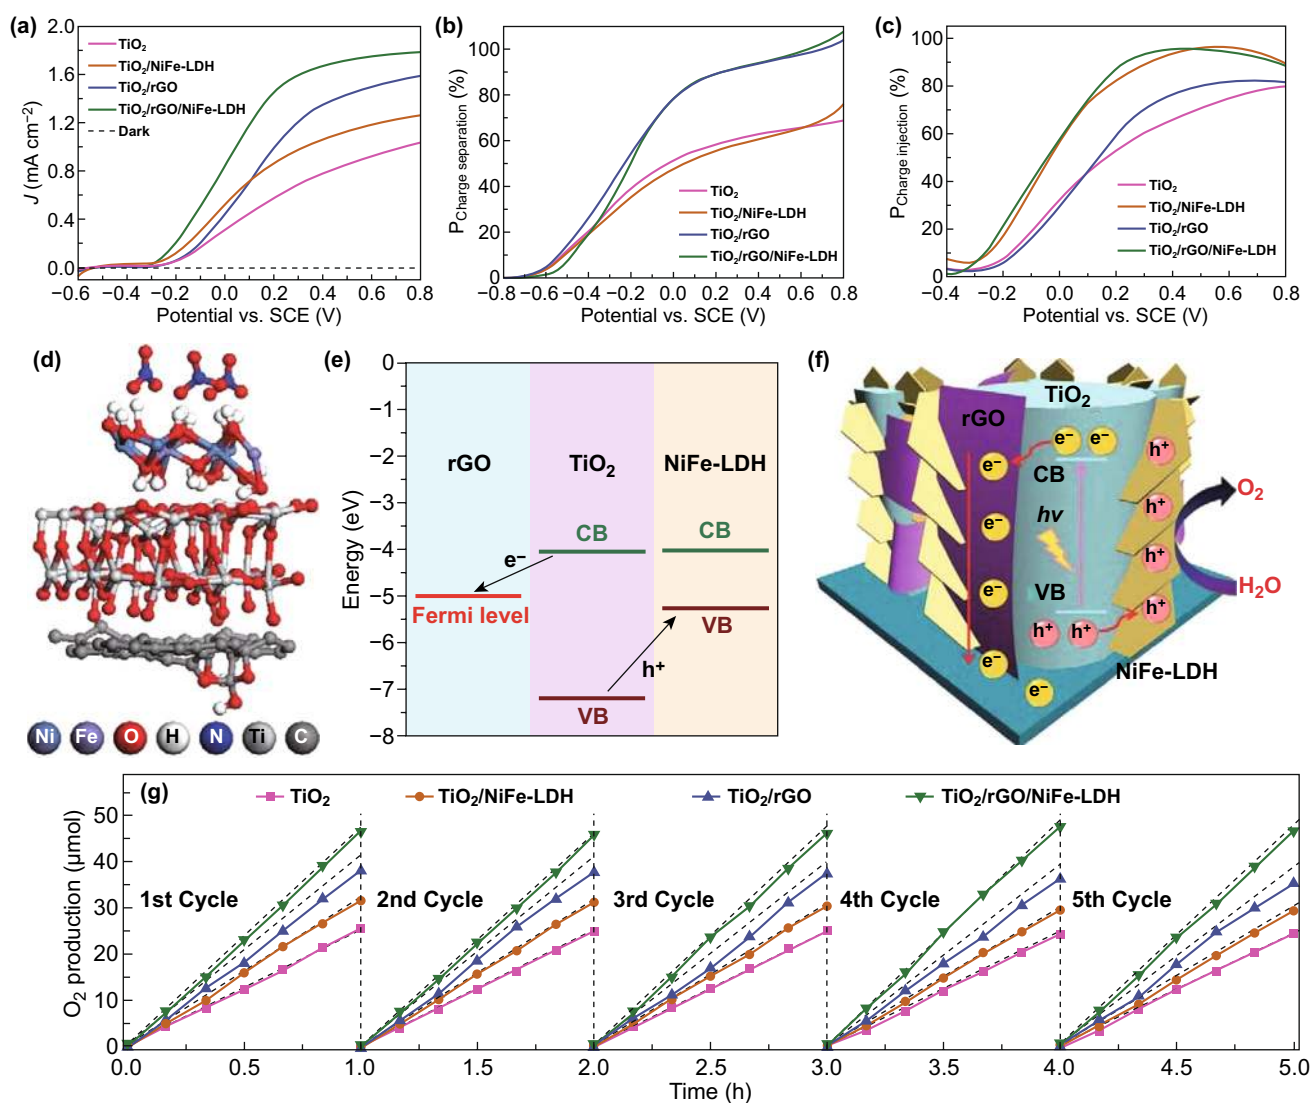 (a)
2.0
1.6
1.2
0.8
0.4
0.0
J (mA cm⁻²)
TiO₂
TiO₂/NiFe-LDH
TiO₂/rGO
TiO₂/rGO/NiFe-LDH
Dark
−0.6 −0.4 −0.2 0.0 0.2 0.4 0.6 0.8
Potential vs. SCE (V)
(b)
100
80
60
40
20
0
P_Charge separation (%)
TiO₂
TiO₂/NiFe-LDH
TiO₂/rGO
TiO₂/rGO/NiFe-LDH
−0.8 −0.6 −0.4 −0.2 0.0 0.2 0.4 0.6 0.8
Potential vs. SCE (V)
(c)
100
80
60
40
20
0
P_Charge injection (%)
TiO₂
TiO₂/NiFe-LDH
TiO₂/rGO
TiO₂/rGO/NiFe-LDH
−0.4 −0.2 0.0 0.2 0.4 0.6 0.8
Potential vs. SCE (V)
(d)
Ni Fe O H N Ti C
(e)
0
−1
−2
−3
−4
−5
−6
−7
−8
Energy (eV)
rGO TiO₂ NiFe-LDH
CB CB
e⁻
Fermi level
VB
h⁺
VB
(f)
TiO₂
rGO
e⁻ e⁻
h⁺
e⁻
CB
h⁺
O₂
e⁻
hv
h⁺
e⁻
VB
h⁺
H₂O
h⁺ h⁺
e⁻
NiFe-LDH
e⁻
(g)
TiO₂ TiO₂/NiFe-LDH TiO₂/rGO TiO₂/rGO/NiFe-LDH
50
40
30
20
10
0
O₂ production (µmol)
1st Cycle 2nd Cycle 3rd Cycle 4th Cycle 5th Cycle
0.0 0.5 1.0 1.5 2.0 2.5 3.0 3.5 4.0 4.5 5.0
Time (h)